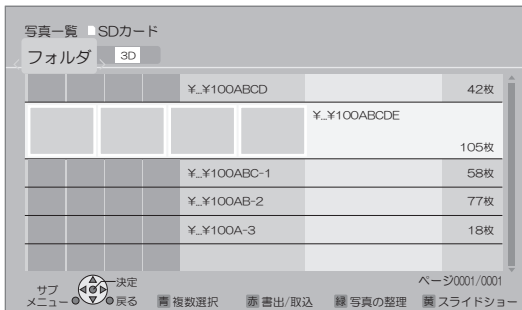 写真一覧 SDカード
フォルダ 3D
¥…¥100ABCD 42枚
¥…¥100ABCDE
105枚
¥…¥100ABC-1 58枚
¥…¥100AB-2 77枚
¥…¥100A-3 18枚
ページ0001/0001
サブ
メニュー
決定
戻る
青 複数選択 赤 書出/取込 緑 写真の整理 黄 スライドショー